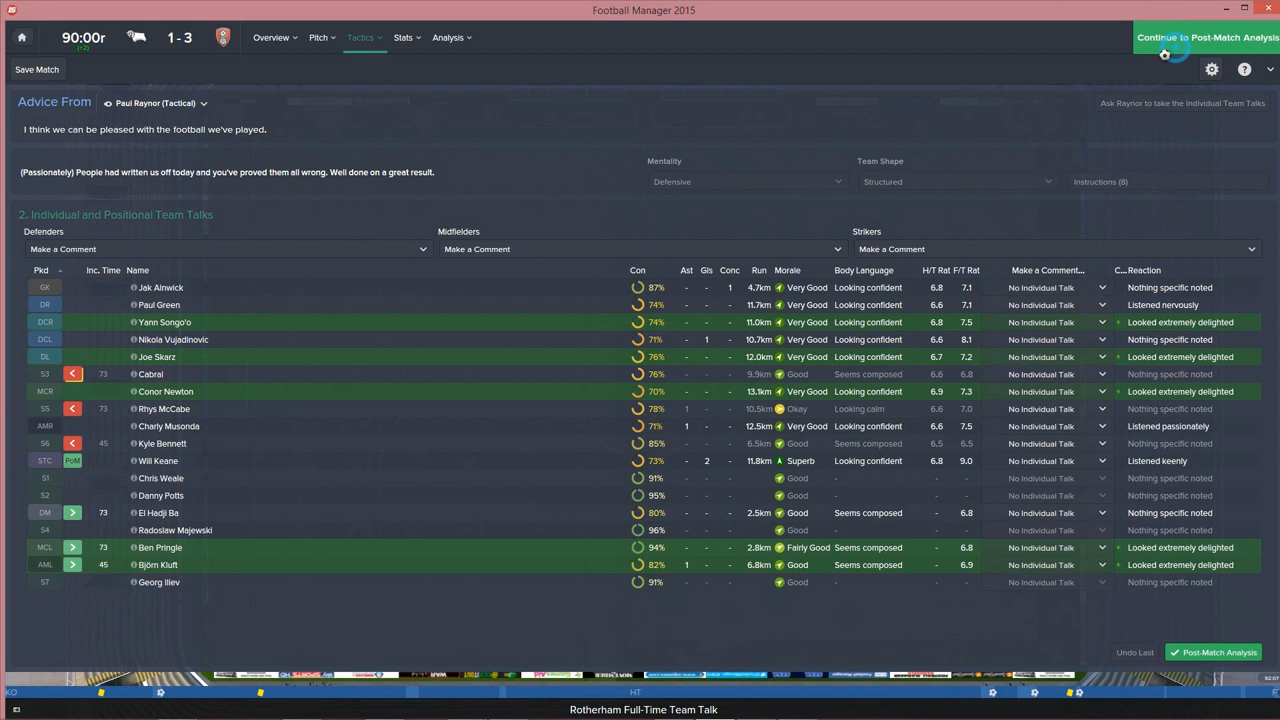 Football Manager 2015
90:00r
(+2)
1 - 3
Overview
Pitch
Tactics
Stats
Analysis
Continue to Post-Match Analysis
Save Match
?
Advice From
Paul Raynor (Tactical)
Ask Raynor to take the Individual Team Talks
I think we can be pleased with the football we've played.
Mentality
Team Shape
(Passionately) People had written us off today and you've proved them all wrong. Well done on a great result.
Defensive
Structured
Instructions (8)
2. Individual and Positional Team Talks
Defenders
Midfielders
Strikers
Make a Comment
Make a Comment
Make a Comment
Pkd Inc. Time Name Con Ast Gls Conc Run Morale Body Language H/T Rat F/T Rat Make a Comment... C... Reaction
GK Jak Alnwick 87% - - 1 4.7km Very Good Looking confident 6.8 7.1 No Individual Talk Nothing specific noted
DR Paul Green 74% - - - 11.7km Very Good Looking confident 6.6 7.1 No Individual Talk Listened nervously
DCR Yann Songo'o 74% - - - 11.0km Very Good Looking confident 6.8 7.5 No Individual Talk Looked extremely delighted
DCL Nikola Vujadinovic 71% - 1 - 10.7km Very Good Looking confident 6.8 8.1 No Individual Talk Nothing specific noted
DL Joe Skarz 76% - - - 12.0km Very Good Looking confident 6.7 7.2 No Individual Talk Looked extremely delighted
S3 73 Cabral 76% - - - 9.9km Good Seems composed 6.6 6.8 No Individual Talk Nothing specific noted
MCR Conor Newton 70% - - - 13.1km Very Good Looking confident 6.9 7.3 No Individual Talk Looked extremely delighted
S5 73 Rhys McCabe 78% 1 - - 10.5km Okay Looking calm 6.6 7.0 No Individual Talk Nothing specific noted
AMR Charly Musonda 71% 1 - - 12.5km Very Good Looking confident 6.6 7.5 No Individual Talk Listened passionately
S6 45 Kyle Bennett 85% - - - 6.5km Good Seems composed 6.5 6.5 No Individual Talk Nothing specific noted
STC PoM Will Keane 73% - 2 - 11.8km Superb Looking confident 6.8 9.0 No Individual Talk Listened keenly
S1 Chris Weale 91% Good - - - No Individual Talk Nothing specific noted
S2 Danny Potts 95% Good - - - No Individual Talk Nothing specific noted
DM 73 El Hadji Ba 80% - - - 2.5km Good Seems composed - 6.8 No Individual Talk Nothing specific noted
S4 Radoslaw Majewski 96% Good - - - No Individual Talk Nothing specific noted
MCL 73 Ben Pringle 94% - - - 2.8km Fairly Good Seems composed - 6.8 No Individual Talk Looked extremely delighted
AML 45 Björn Kluft 82% 1 - - 6.8km Good Seems composed - 6.9 No Individual Talk Looked extremely delighted
S7 Georg Iliev 91% Good - - - No Individual Talk Nothing specific noted
Undo Last
Post-Match Analysis
92:07
KO
HT
Rotherham Full-Time Team Talk